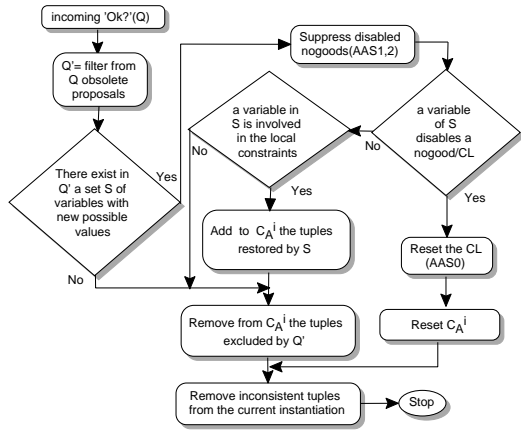 incoming 'Ok?'(Q)
Q'= filter from
Q obsolete
proposals
There exist in
Q' a set S of
variables with
new possible
values
Yes
No
Suppress disabled
nogoods(AAS1,2)
a variable
of S
disables a
nogood/CL
No
Yes
a variable in
S is involved
in the local
constraints
No
Yes
Add to C_A^i the tuples
restored by S
Reset the CL
(AAS0)
Reset C_A^i
Remove from C_A^i the tuples
excluded by Q'
Remove inconsistent tuples
from the current instantiation
Stop